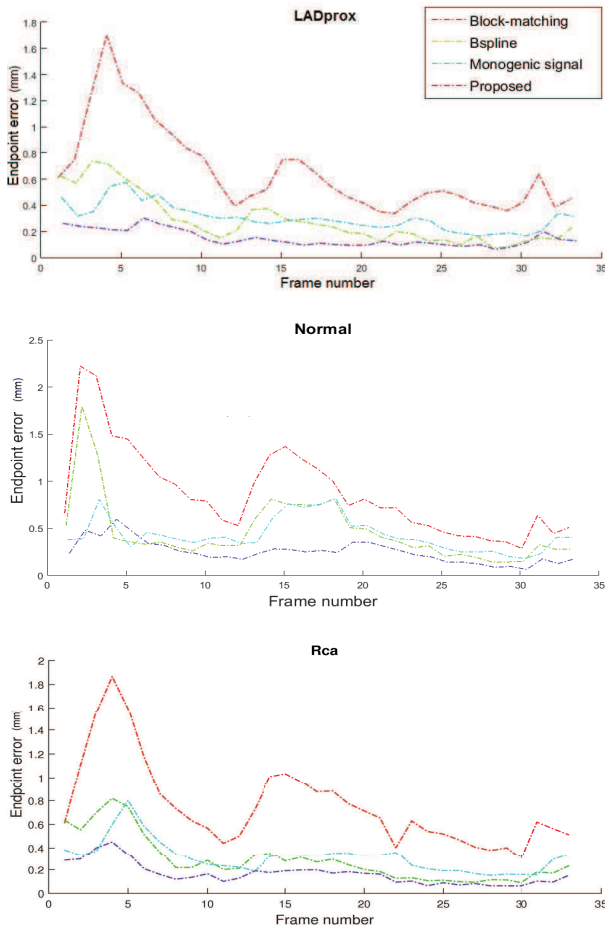 LADprox
Block-matching
Bspline
Monogenic signal
Proposed
Endpoint error (mm)
1.8
1.6
1.4
1.2
1
0.8
0.6
0.4
0.2
0
0 5 10 15 20 25 30 35
Frame number
Normal
Endpoint error (mm)
2.5
2
1.5
1
0.5
0
0 5 10 15 20 25 30 35
Frame number
Rca
Endpoint error (mm)
2
1.8
1.6
1.4
1.2
1
0.8
0.6
0.4
0.2
0
0 5 10 15 20 25 30 35
Frame number